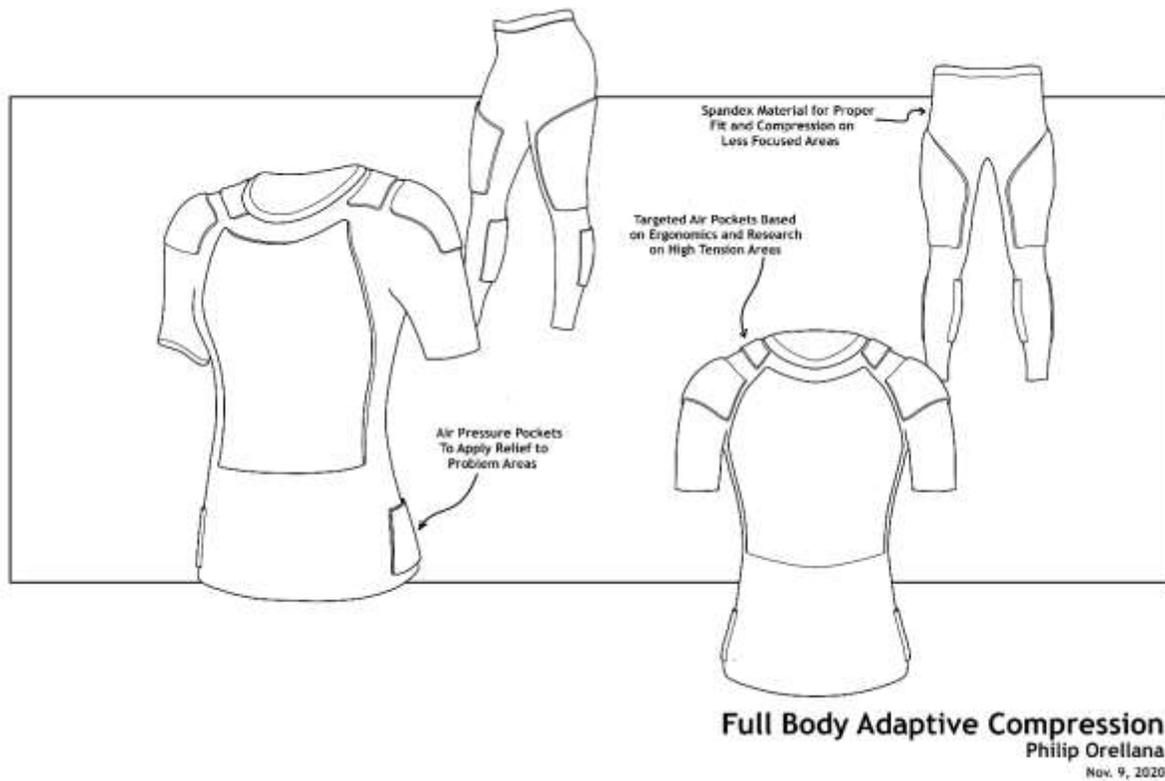 Spandex Material for Proper
Fit and Compression on
Less Focused Areas
Targeted Air Pockets Based
on Ergonomics and Research
on High Tension Areas
Air Pressure Pockets
To Apply Relief to
Problem Areas
Full Body Adaptive Compression
Philip Orellana
Nov. 9, 2020